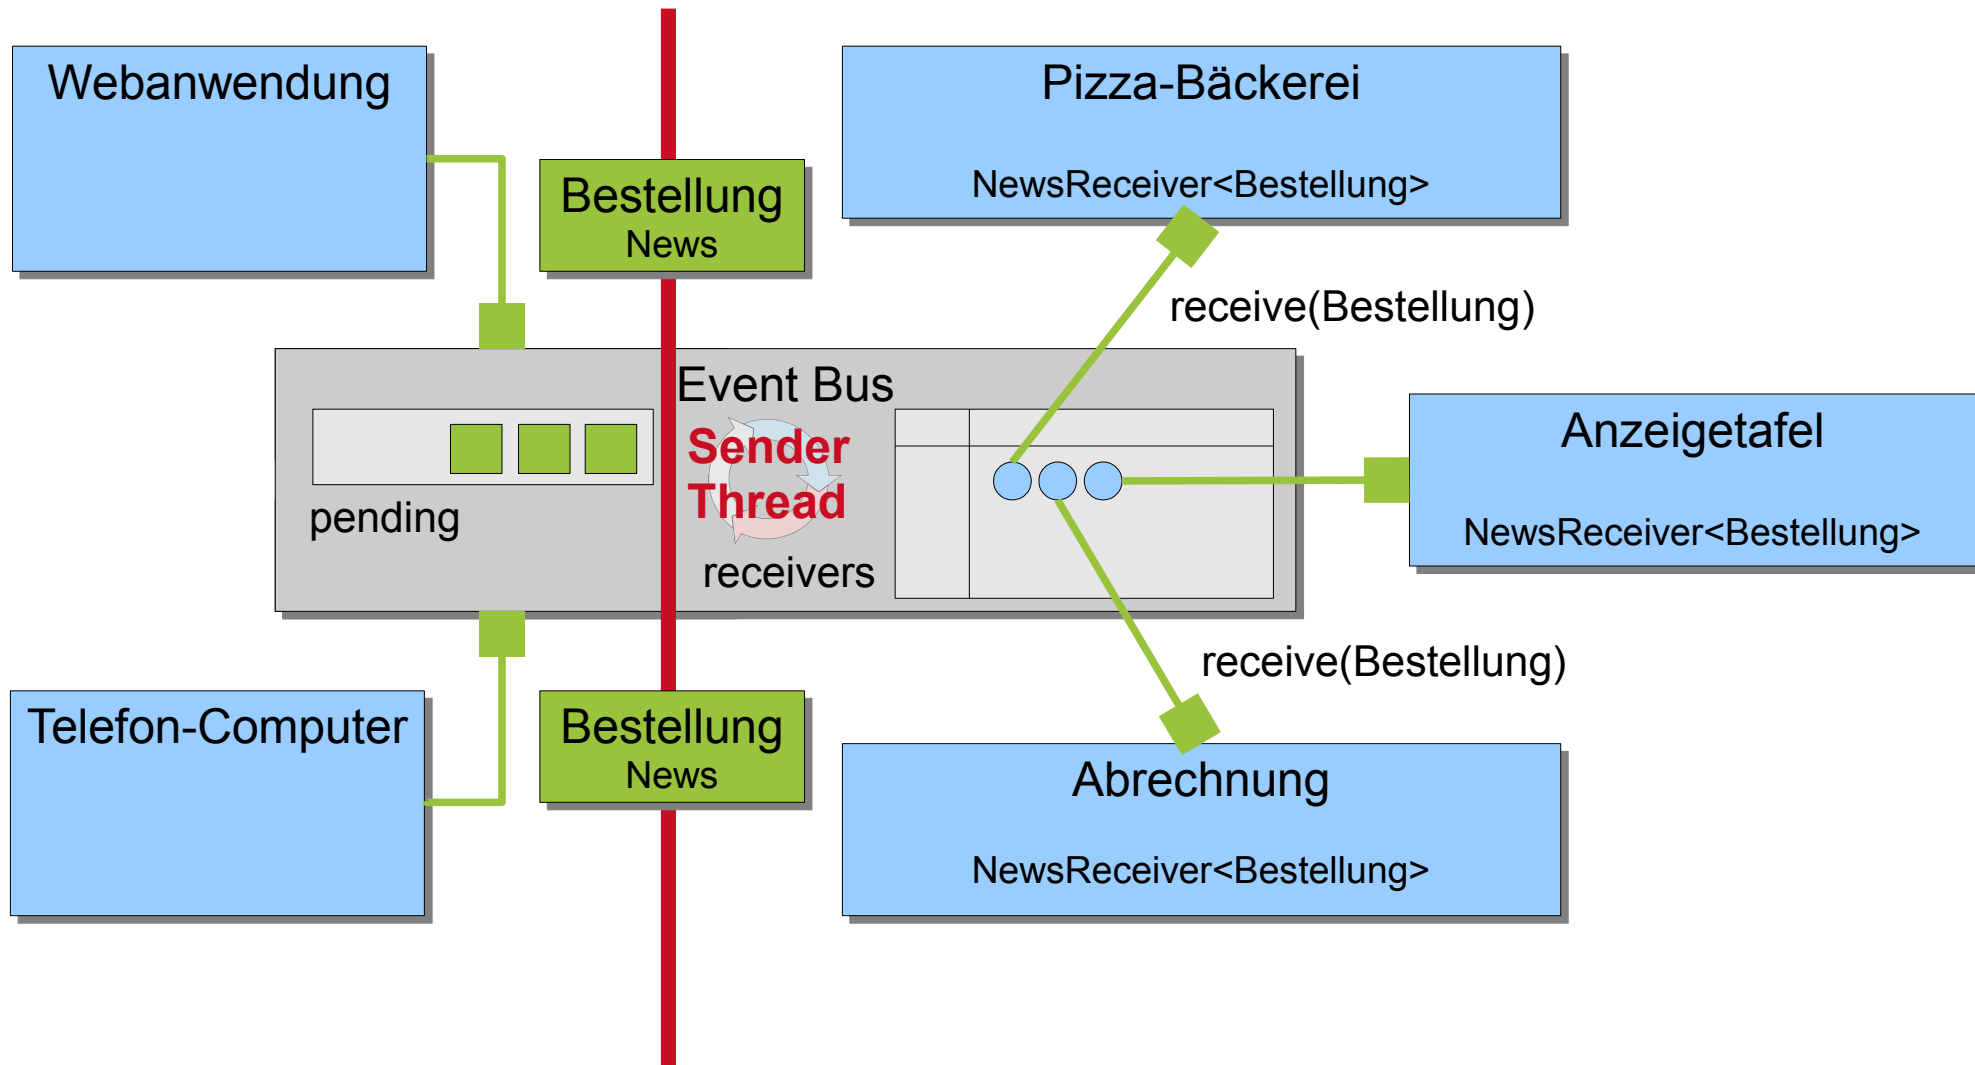 Webanwendung
Bestellung
News
Pizza-Bäckerei
NewsReceiver<Bestellung>
receive(Bestellung)
Event Bus
Sender
Thread
pending
receivers
Anzeigetafel
NewsReceiver<Bestellung>
receive(Bestellung)
Telefon-Computer
Bestellung
News
Abrechnung
NewsReceiver<Bestellung>